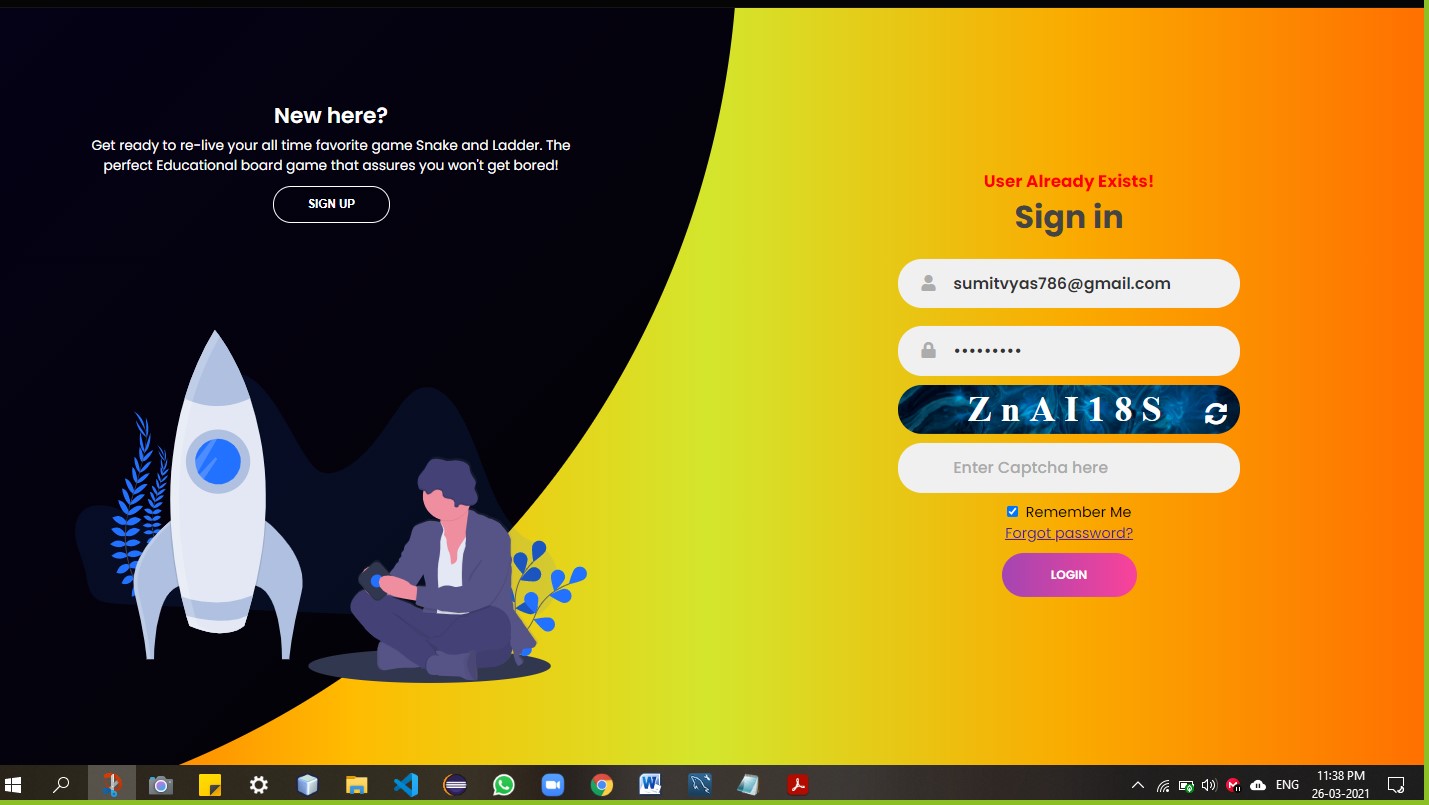 New here?
Get ready to re-live your all time favorite game Snake and Ladder. The
perfect Educational board game that assures you won't get bored!
SIGN UP
User Already Exists!
Sign in
sumitvyas786@gmail.com
•••••••••
ZnAI18S
Enter Captcha here
Remember Me
Forgot password?
LOGIN
ENG
11:38 PM
26-03-2021